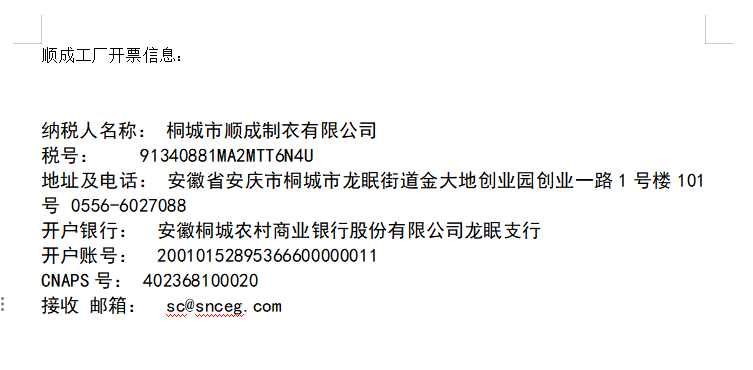 顺成工厂开票信息：
纳税人名称： 桐城市顺成制衣有限公司
税号： 91340881MA2MTT6N4U
地址及电话： 安徽省安庆市桐城市龙眠街道金大地创业园创业一路1号楼101
号 0556-6027088
开户银行： 安徽桐城农村商业银行股份有限公司龙眠支行
开户账号： 20010152895366600000011
CNAPS号： 402368100020
接收 邮箱： sc@snceg.com